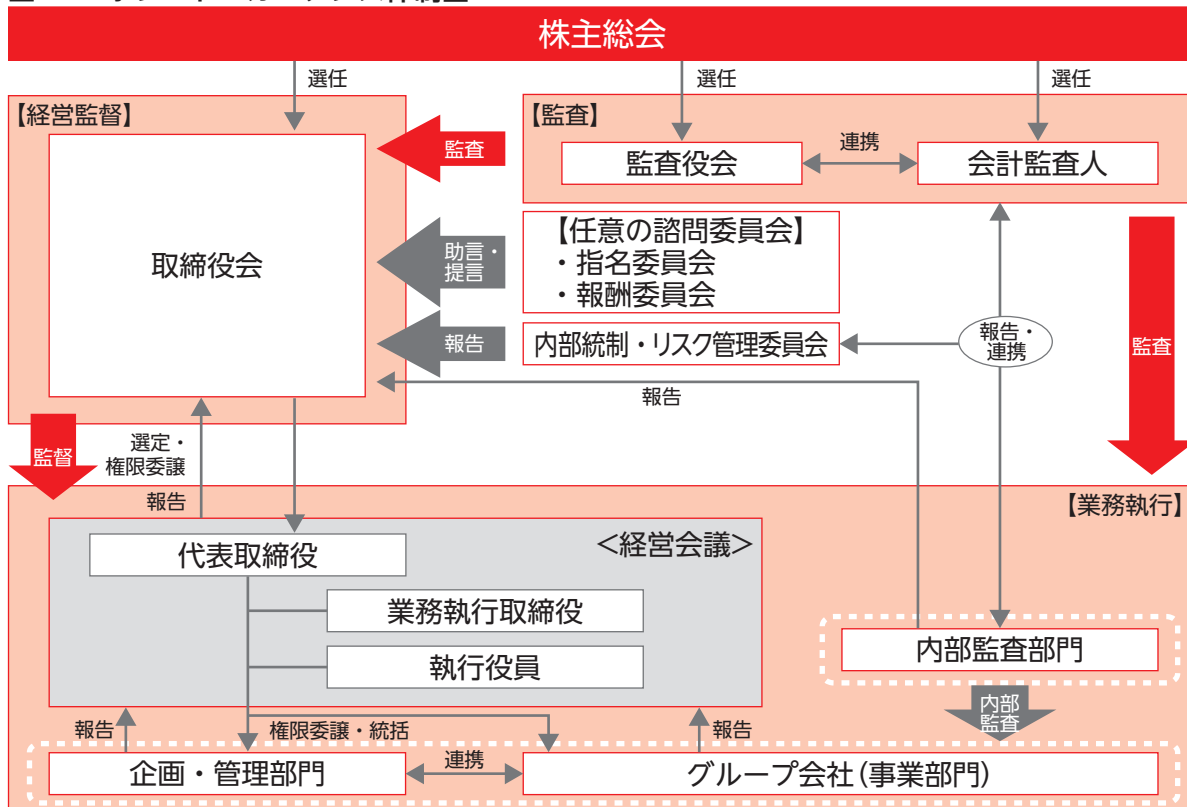 株主総会
選任
選任
選任
【経営監督】
取締役会
監査
【監査】
監査役会
連携
会計監査人
助言・
提言
【任意の諮問委員会】
・指名委員会
・報酬委員会
報告
内部統制・リスク管理委員会
報告・
連携
監査
報告
監督
選定・
権限委譲
報告
【業務執行】
<経営会議>
代表取締役
業務執行取締役
執行役員
内部監査部門
内部
監査
報告
権限委譲・統括
報告
企画・管理部門
連携
グループ会社(事業部門)